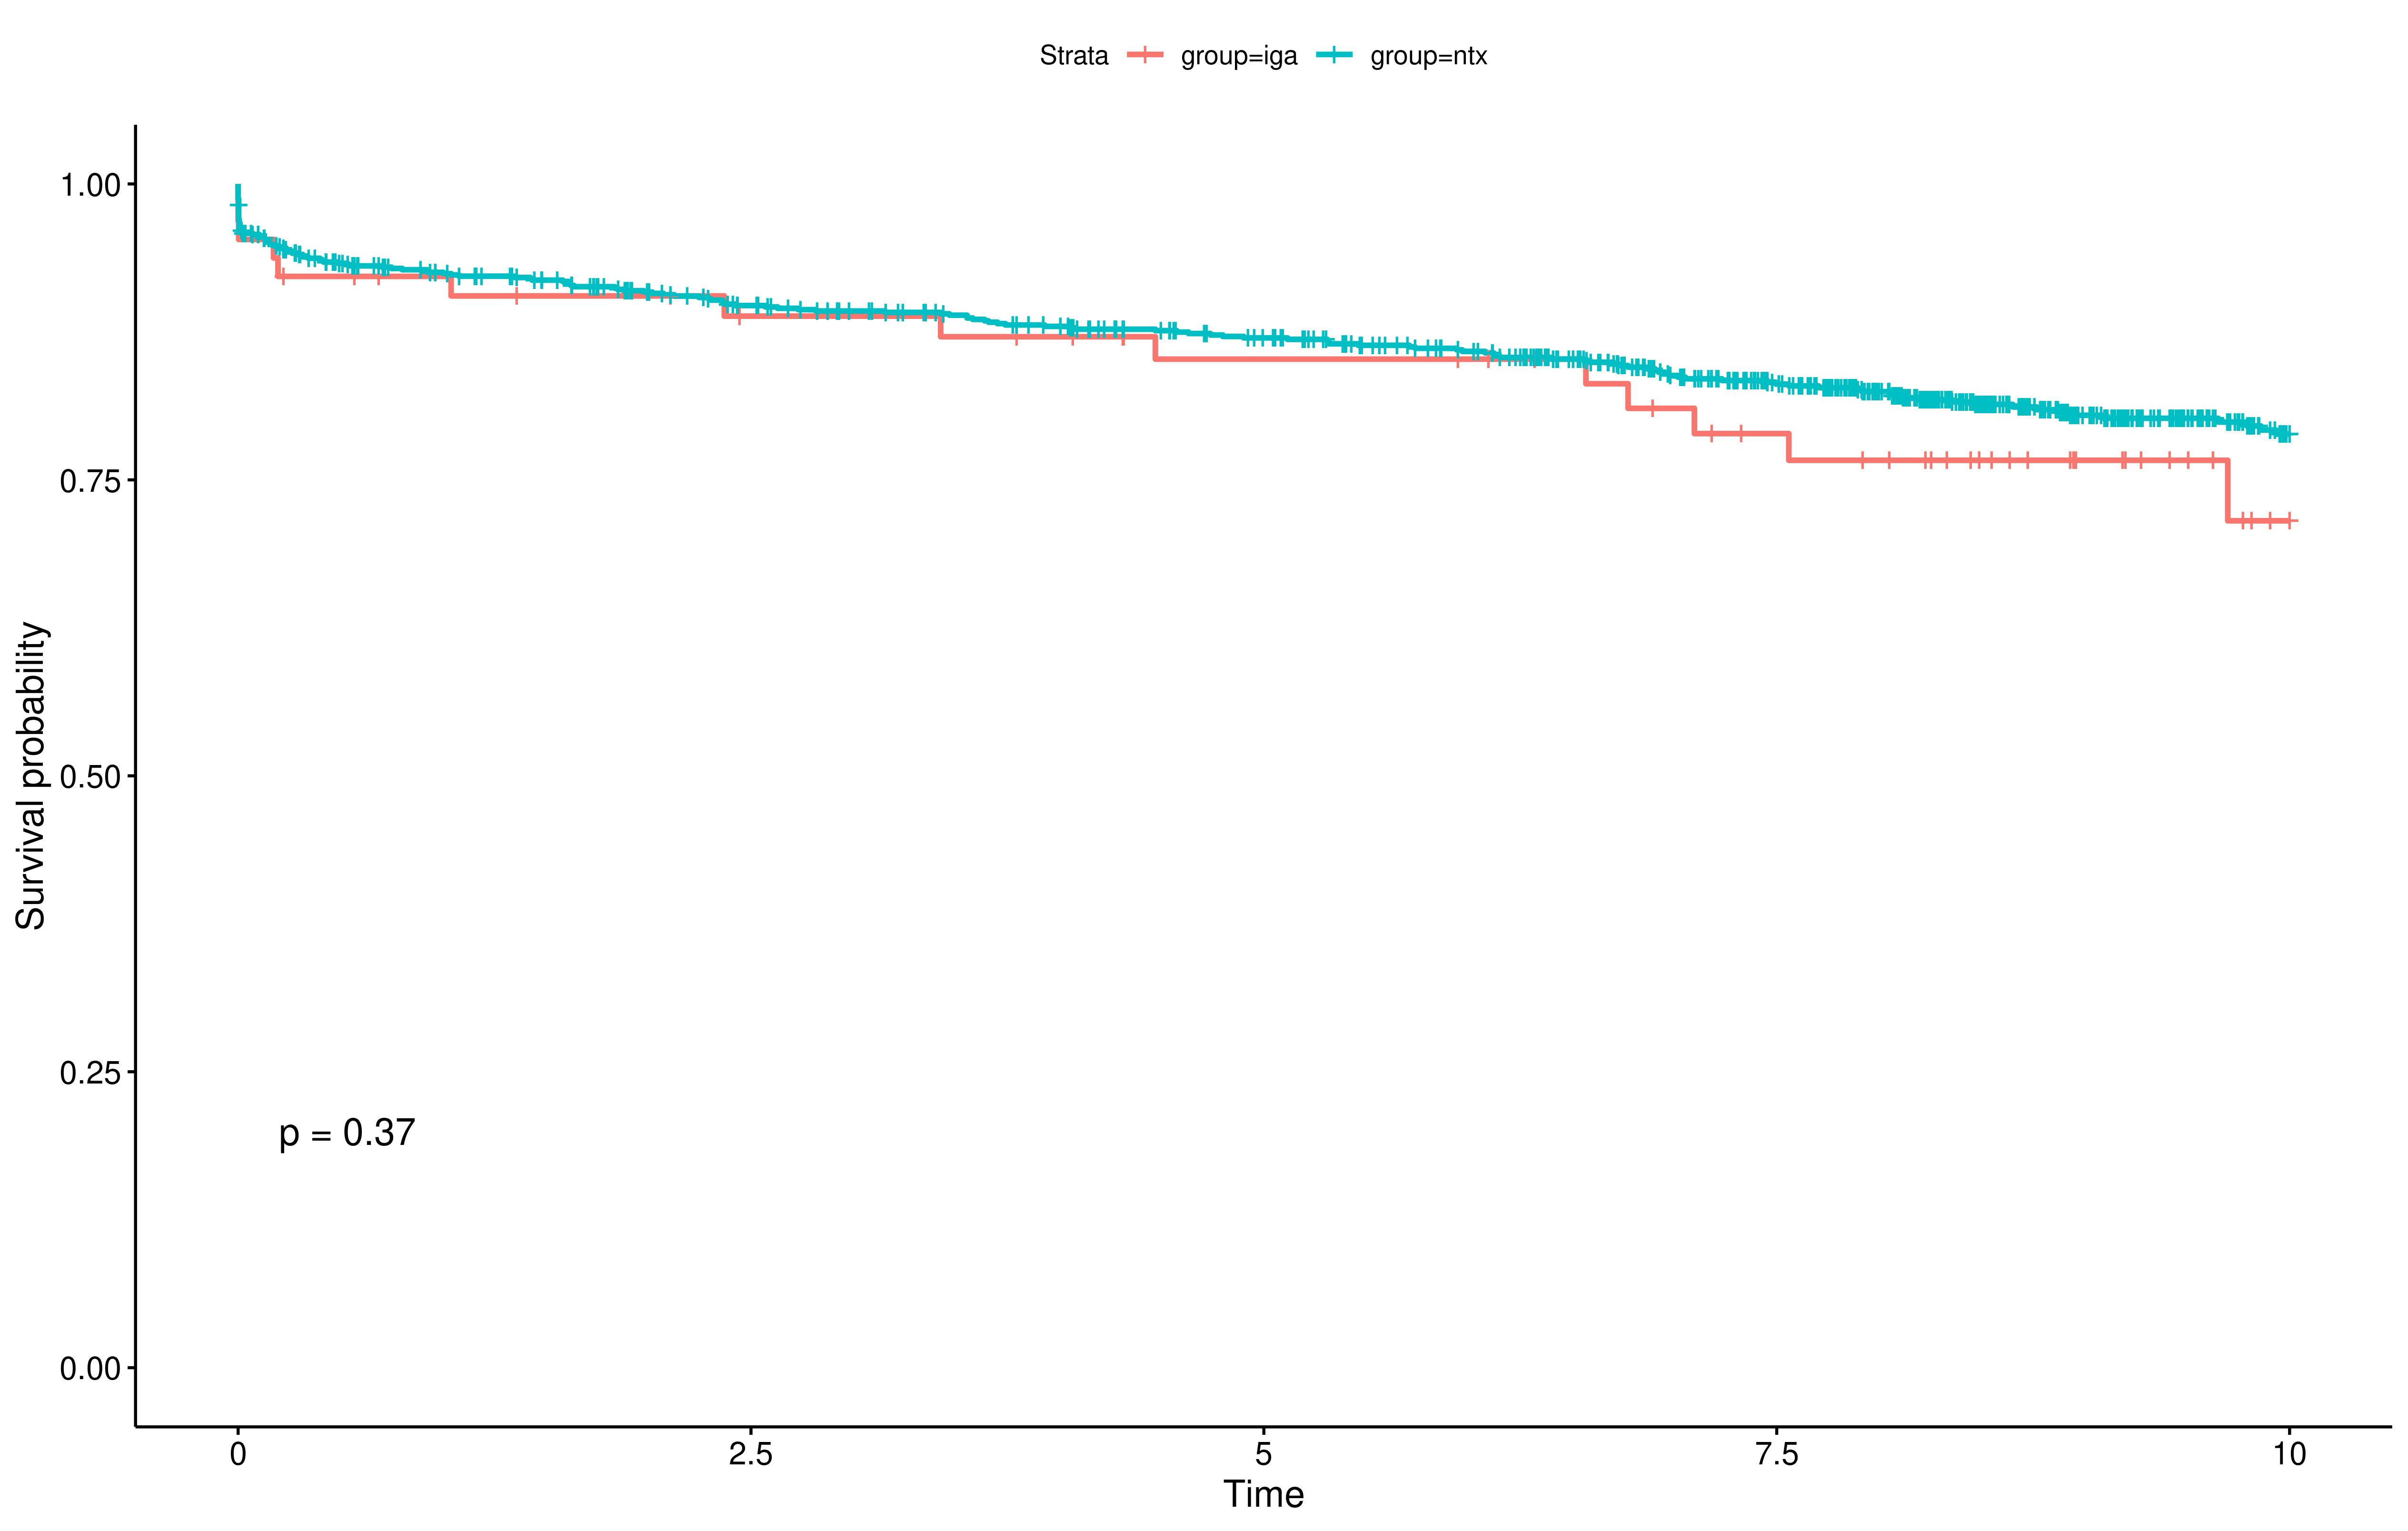 Strata group=iga group=ntx
Survival probability
1.00
0.75
0.50
0.25
0.00
p = 0.37
0 2.5 5 7.5 10
Time